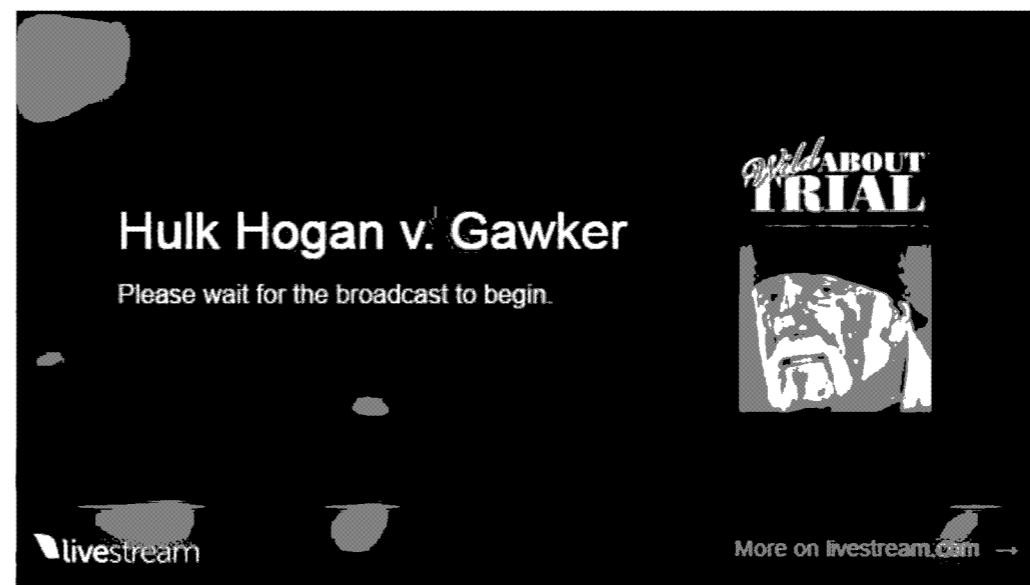 Wild ABOUT
TRIAL
Hulk Hogan v. Gawker
Please wait for the broadcast to begin.
livestream
More on livestream.com →